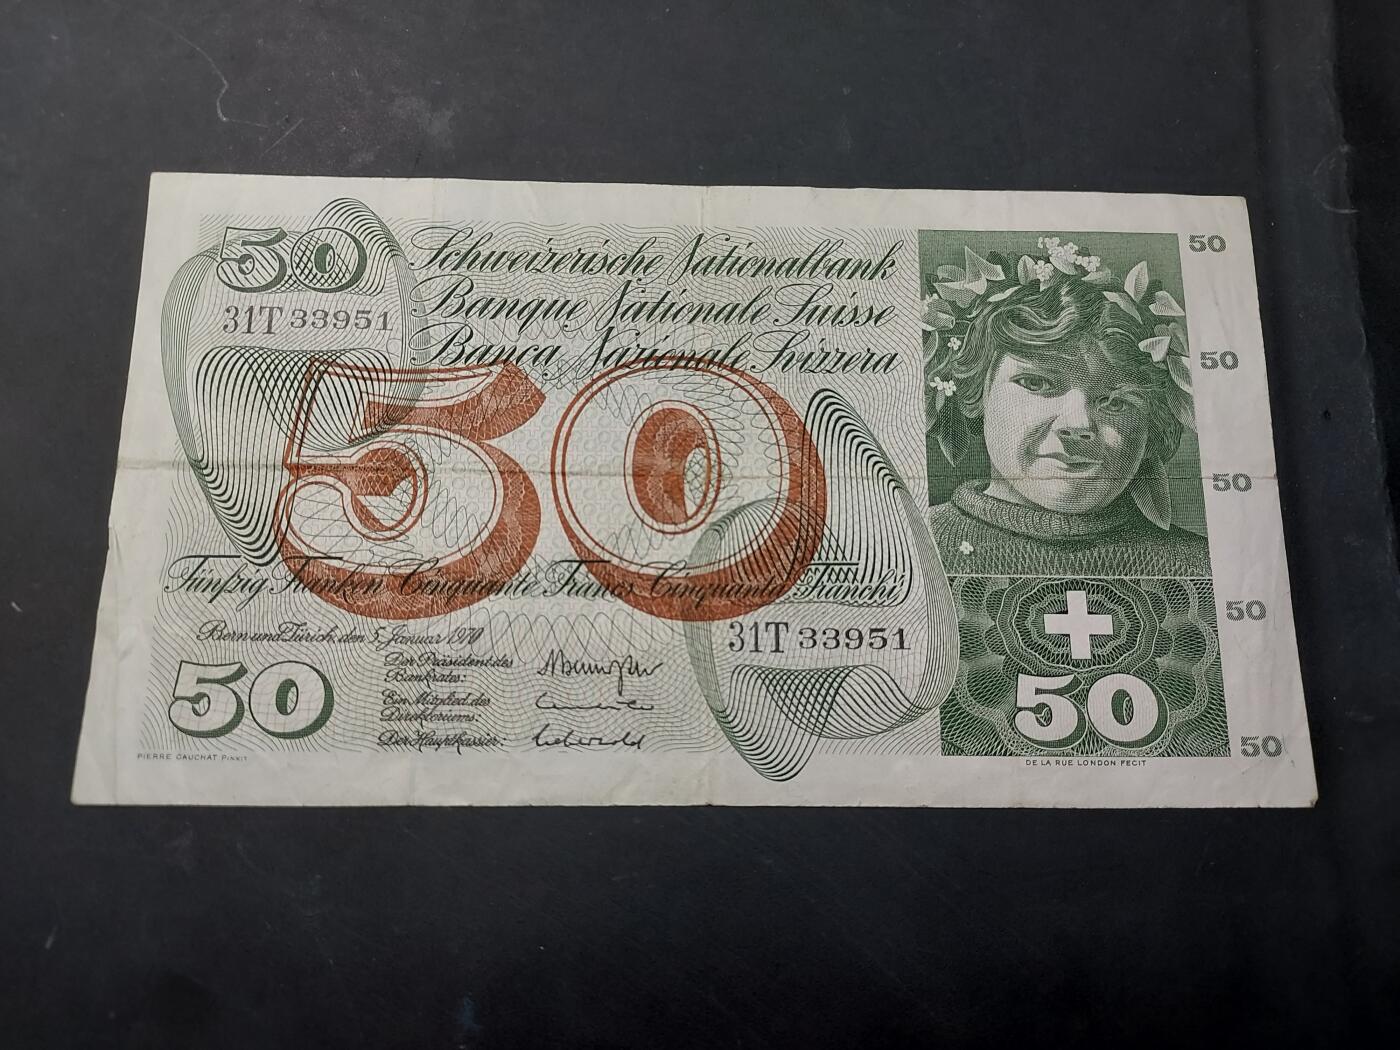 50
Schweizerische Nationalbank
Banque Nationale Suisse
Banca Nazionale Svizzera
31T 33951
50
Fünfzig Franken Cinquante Francs Cinquanta Franchi
Bern und Zürich, den 5. Januar 1970
Der Präsident des
Bankrates:
Ein Mitglied des
Direktoriums:
Der Hauptkassier:
31T 33951
50
PIERRE GAUCHAT PINXIT
50
DE LA RUE LONDON FECIT
50
50
50
50
50